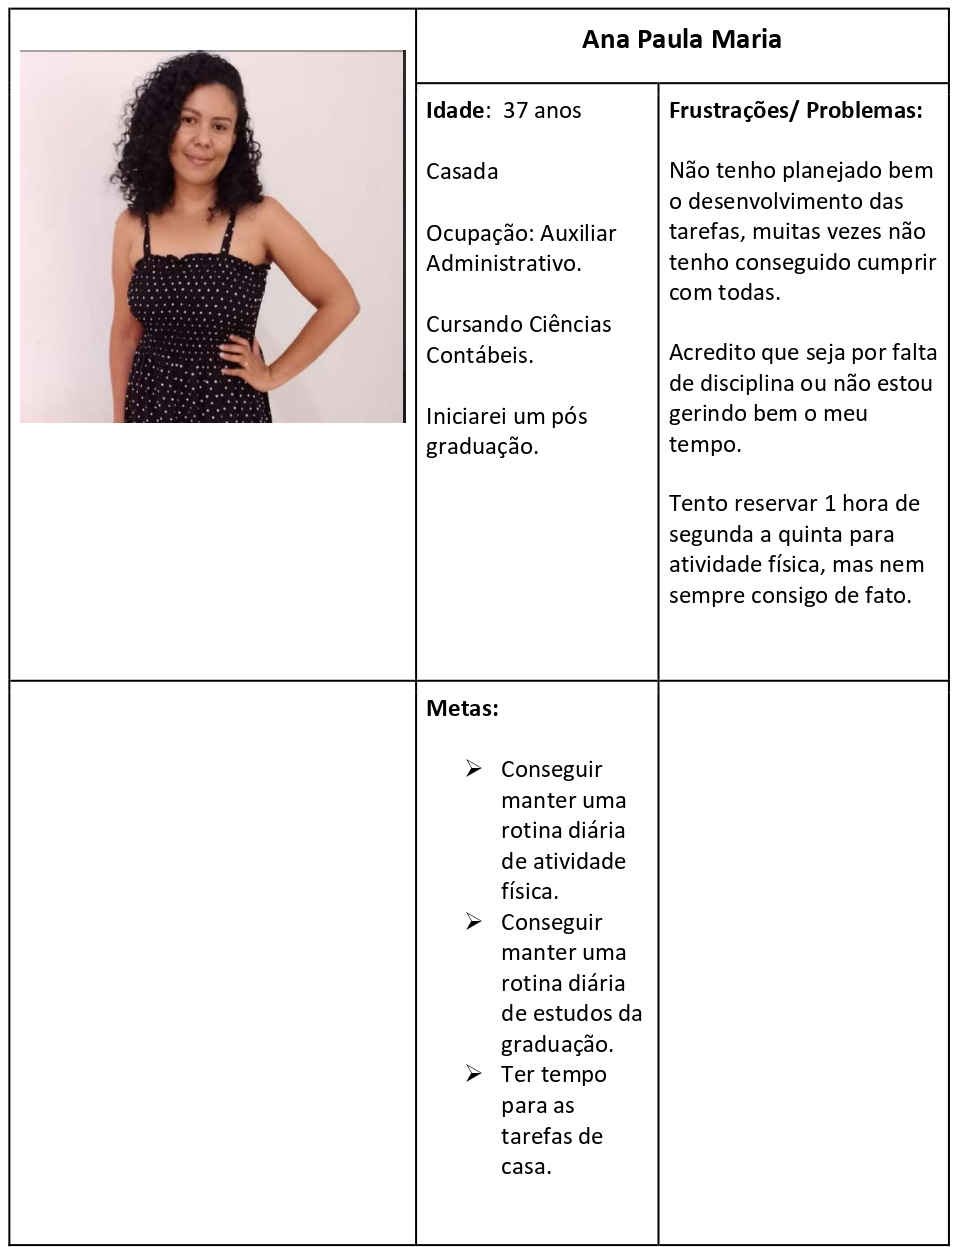 Ana Paula Maria
Idade:  37 anos
Casada
Ocupação: Auxiliar
Administrativo.
Cursando Ciências
Contábeis.
Iniciarei um pós
graduação.
Frustrações/ Problemas:
Não tenho planejado bem
o desenvolvimento das
tarefas, muitas vezes não
tenho conseguido cumprir
com todas.
Acredito que seja por falta
de disciplina ou não estou
gerindo bem o meu
tempo.
Tento reservar 1 hora de
segunda a quinta para
atividade física, mas nem
sempre consigo de fato.
Metas:
Conseguir
manter uma
rotina diária
de atividade
física.
Conseguir
manter uma
rotina diária
de estudos da
graduação.
Ter tempo
para as
tarefas de
casa.